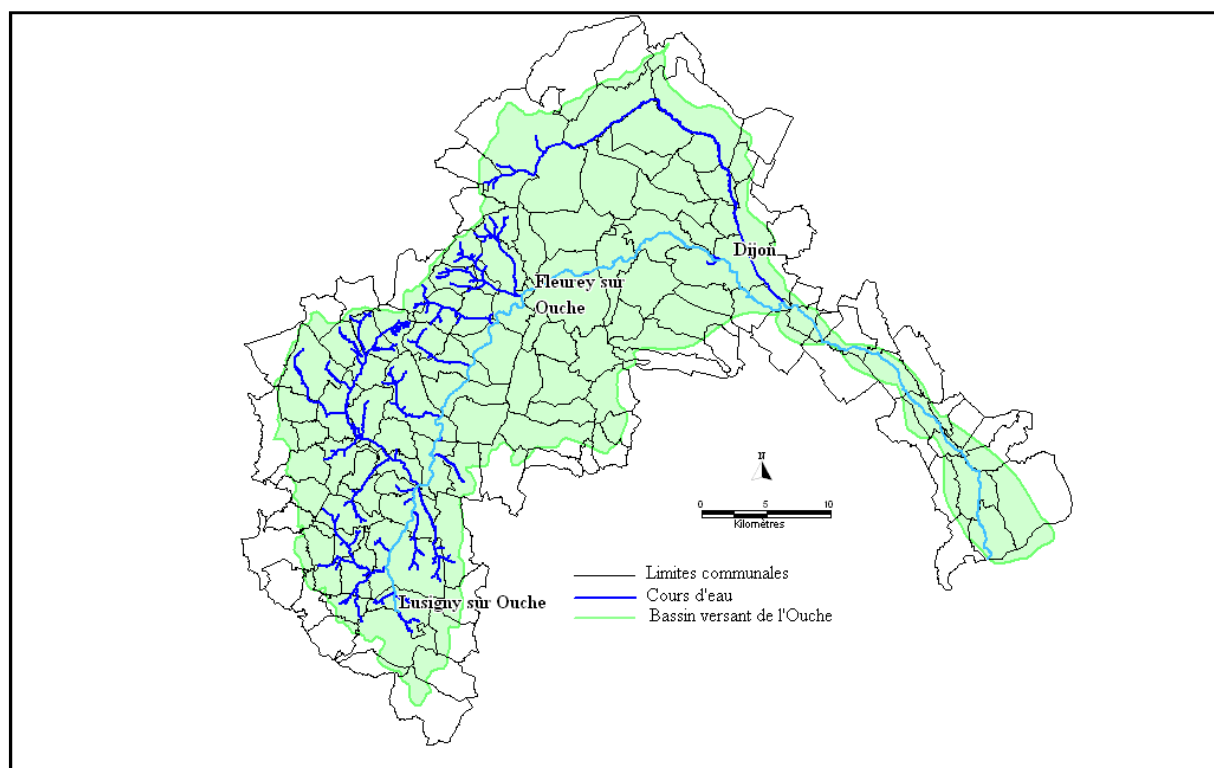 Dijon
Fleurey sur
Ouche
N
0 5 10
Kilomètres
Limites communales
Cours d'eau
Bassin versant de l'Ouche
Lusigny sur Ouche